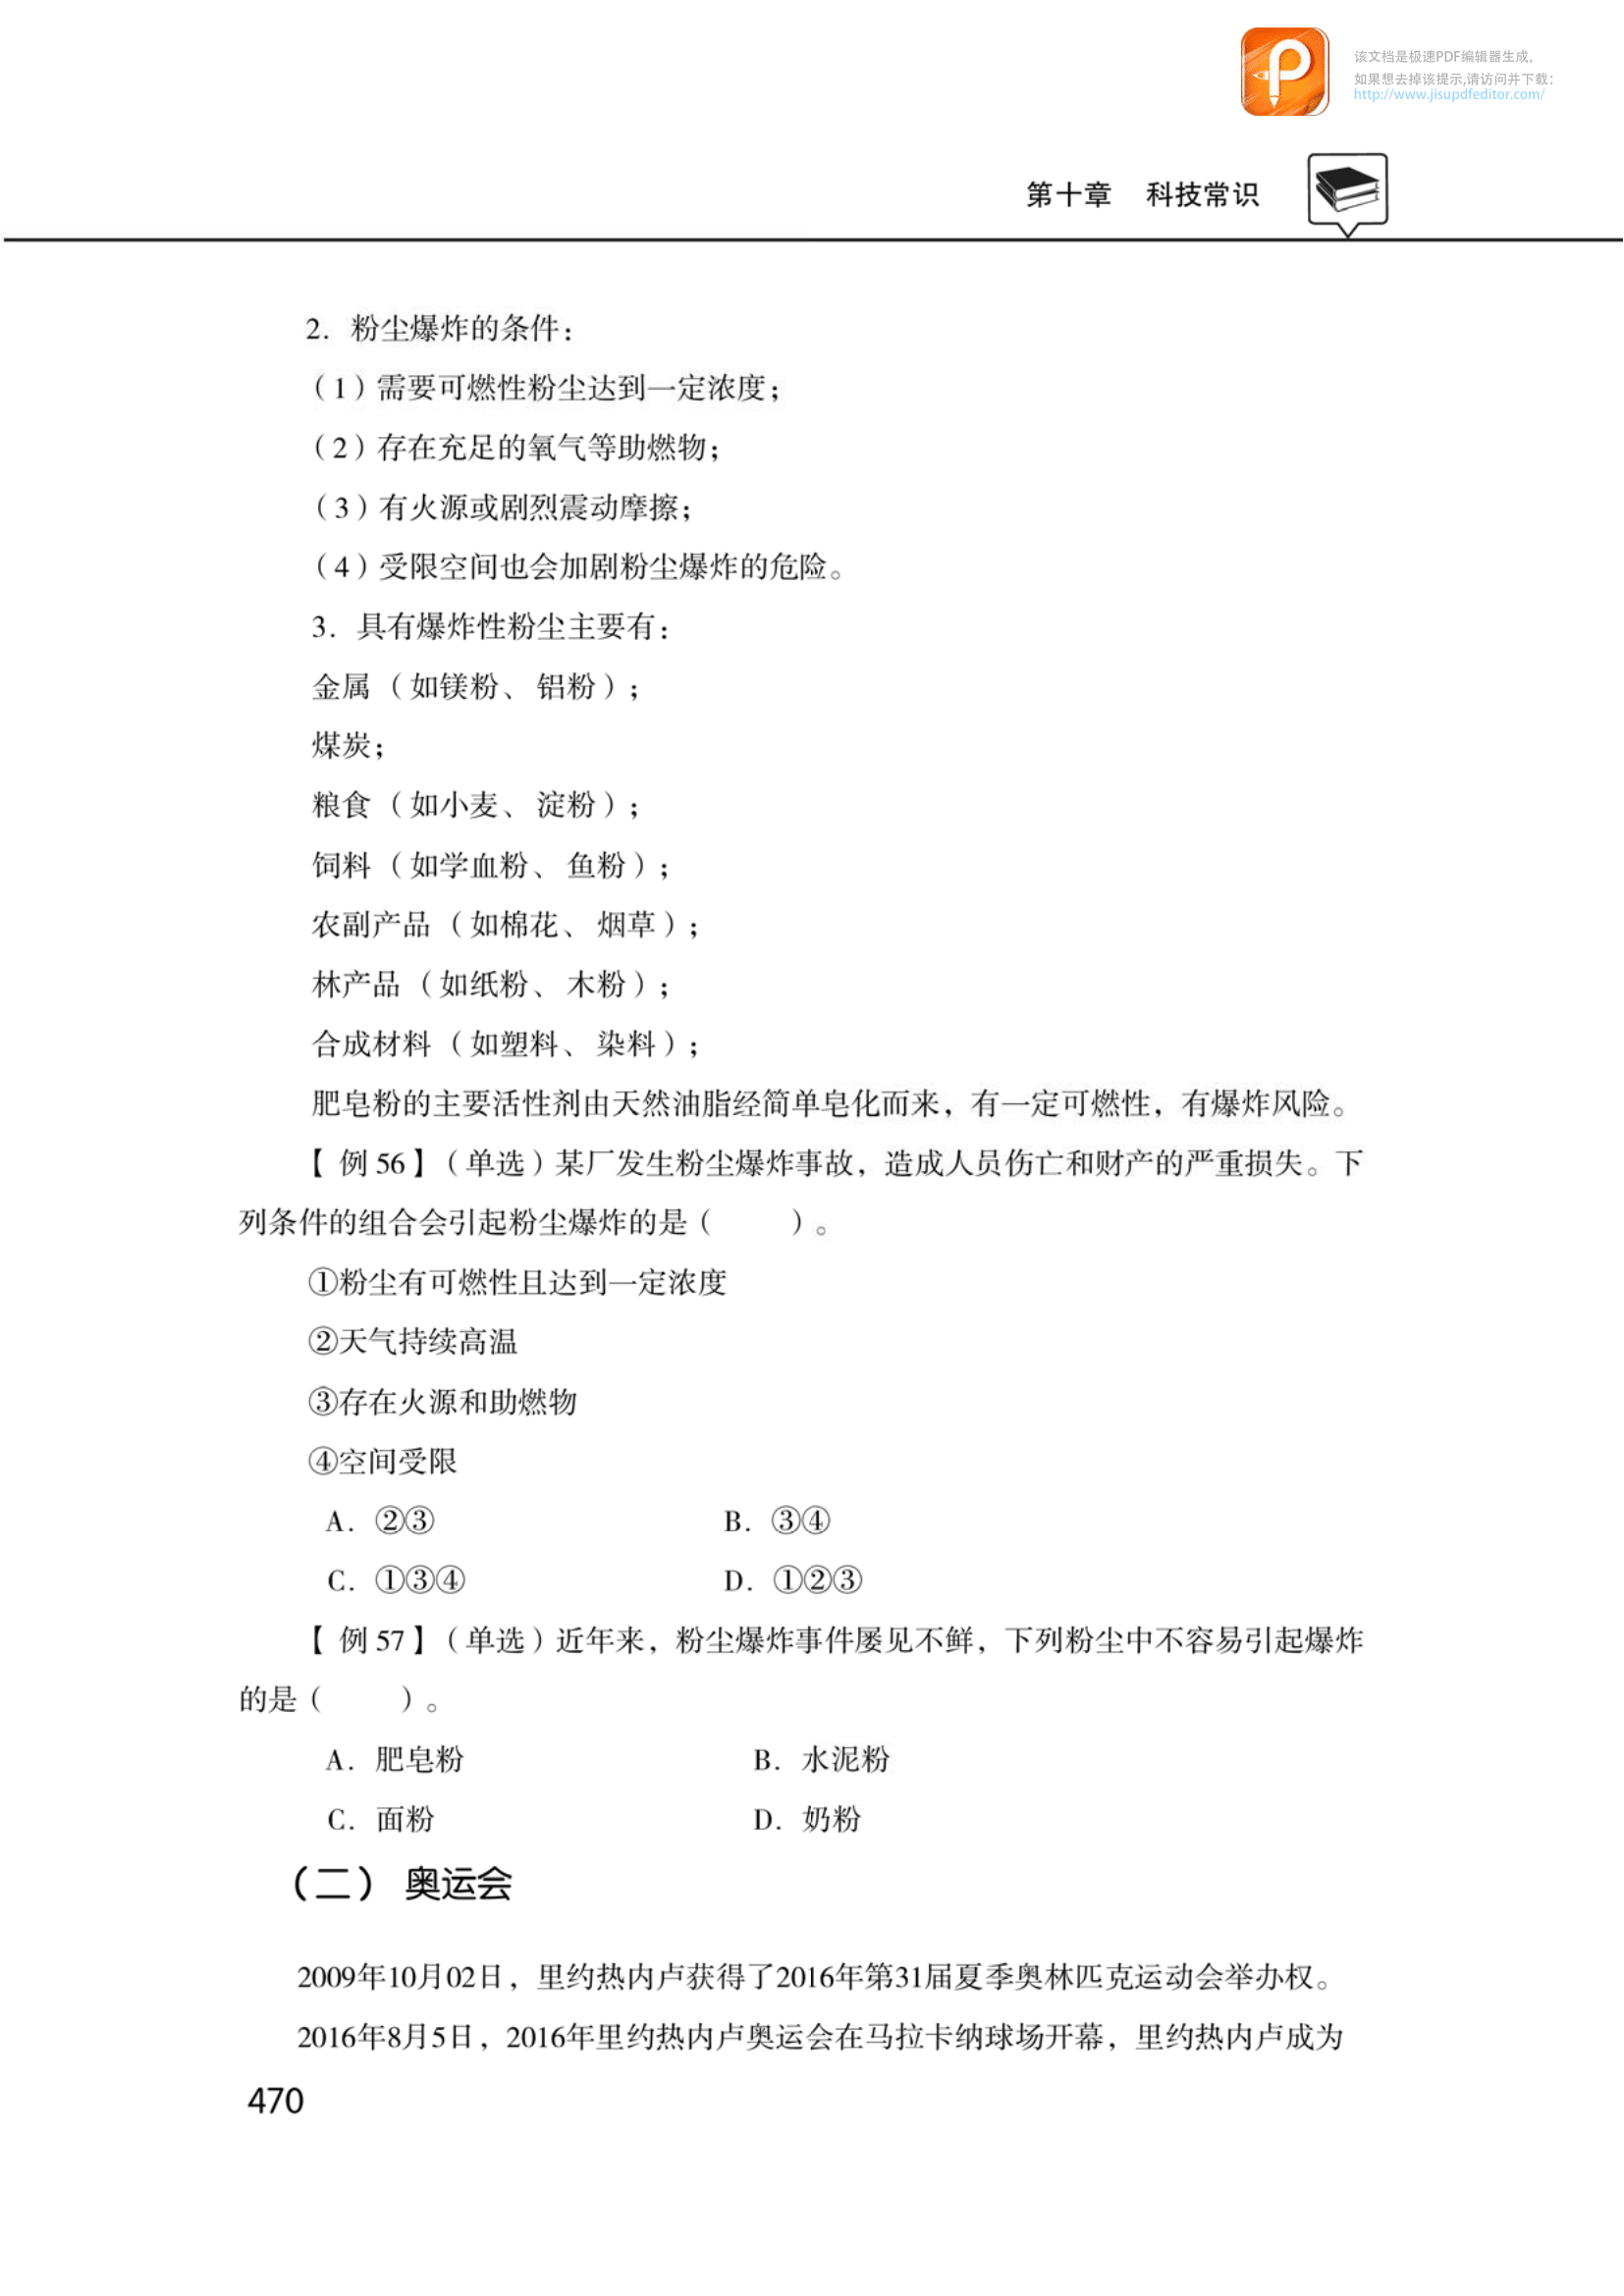 该文档是极速PDF编辑器生成,
如果想去掉该提示,请访问并下载:
http://www.jisupdfeditor.com/
第十章 科技常识
2. 粉尘爆炸的条件：
（1）需要可燃性粉尘达到一定浓度；
（2）存在充足的氧气等助燃物；
（3）有火源或剧烈震动摩擦；
（4）受限空间也会加剧粉尘爆炸的危险。
3. 具有爆炸性粉尘主要有：
金属（如镁粉、铝粉）；
煤炭；
粮食（如小麦、淀粉）；
饲料（如学血粉、鱼粉）；
农副产品（如棉花、烟草）；
林产品（如纸粉、木粉）；
合成材料（如塑料、染料）；
肥皂粉的主要活性剂由天然油脂经简单皂化而来，有一定可燃性，有爆炸风险。
【例56】（单选）某厂发生粉尘爆炸事故，造成人员伤亡和财产的严重损失。下
列条件的组合会引起粉尘爆炸的是（ ）。
①粉尘有可燃性且达到一定浓度
②天气持续高温
③存在火源和助燃物
④空间受限
A. ②③ B. ③④
C. ①③④ D. ①②③
【例57】（单选）近年来，粉尘爆炸事件屡见不鲜，下列粉尘中不容易引起爆炸
的是（ ）。
A. 肥皂粉 B. 水泥粉
C. 面粉 D. 奶粉
（二） 奥运会
2009年10月02日，里约热内卢获得了2016年第31届夏季奥林匹克运动会举办权。
2016年8月5日，2016年里约热内卢奥运会在马拉卡纳球场开幕，里约热内卢成为
470